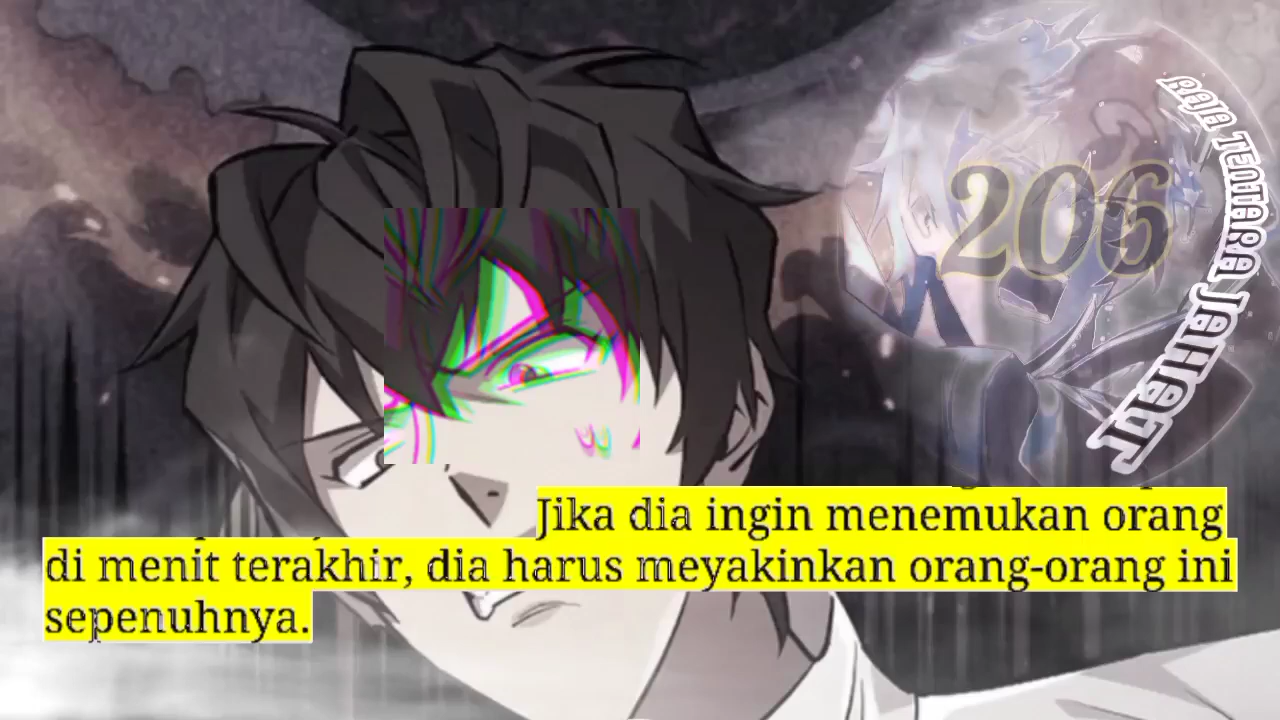 206
RAJA TENTARA JAHAT
Jika dia ingin menemukan orang
di menit terakhir, dia harus meyakinkan orang-orang ini
sepenuhnya.